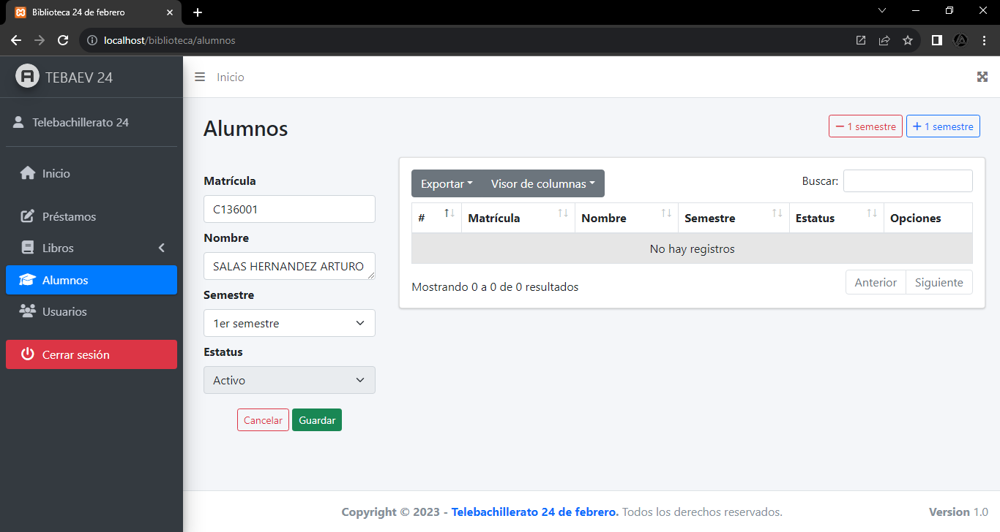 Biblioteca 24 de febrero
localhost/biblioteca/alumnos
TEBAEV 24
Inicio
Telebachillerato 24
Alumnos
1 semestre
1 semestre
Inicio
Préstamos
Libros
Alumnos
Usuarios
Cerrar sesión
Matrícula
C136001
Nombre
SALAS HERNANDEZ ARTURO
Semestre
1er semestre
Estatus
Activo
Cancelar
Guardar
Exportar
Visor de columnas
Buscar:
# Matrícula Nombre Semestre Estatus Opciones
No hay registros
Mostrando 0 a 0 de 0 resultados
Anterior
Siguiente
Copyright © 2023 - Telebachillerato 24 de febrero. Todos los derechos reservados.
Version 1.0